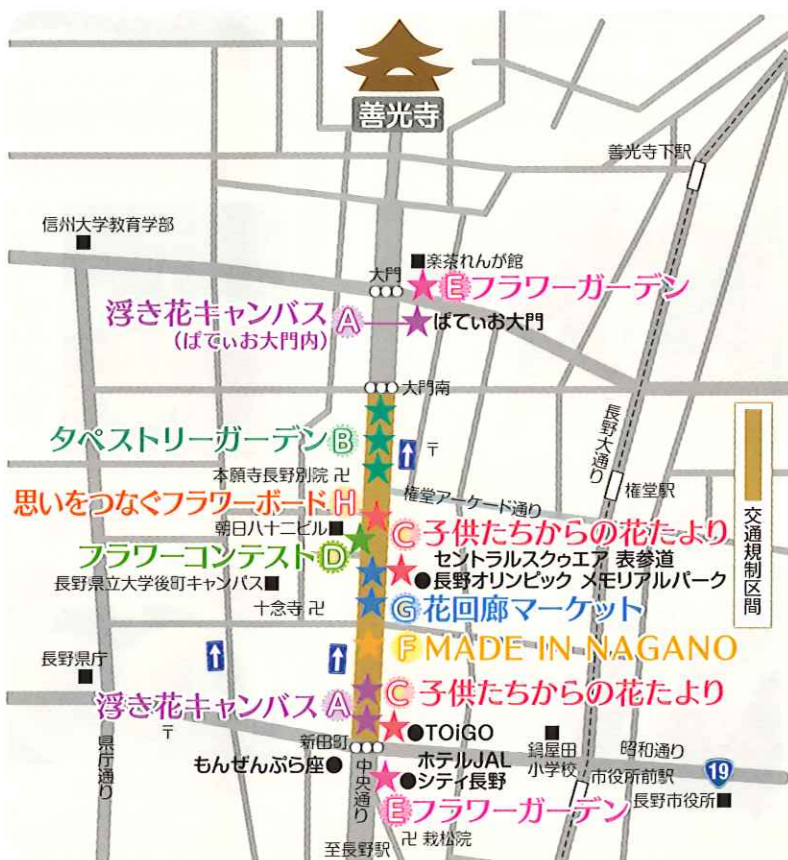 善光寺
善光寺下駅
信州大学教育学部
楽茶れんが館
大門
Eフラワーガーデン
浮き花キャンバスA
(ぱてぃお大門内)
ぱてぃお大門
大門南
タペストリーガーデンB
〒
本願寺長野別院 卍
長野大通り
権堂駅
権堂アーケード通り
思いをつなぐフラワーボードH
朝日八十二ビル
C子供たちからの花たより
フラワーコンテストD
セントラルスクゥエア 表参道
長野オリンピック メモリアルパーク
長野県立大学後町キャンパス
十念寺 卍
G花回廊マーケット
交通規制区間
F MADE IN NAGANO
長野県庁
C子供たちからの花たより
浮き花キャンバスA
〒
新田町
TOiGO
鍋屋田
小学校
昭和通り
県庁通り
もんぜんぷら座
中央通り
ホテルJAL
シティ長野
市役所前駅
19
長野市役所
Eフラワーガーデン
卍 栽松院
至長野駅